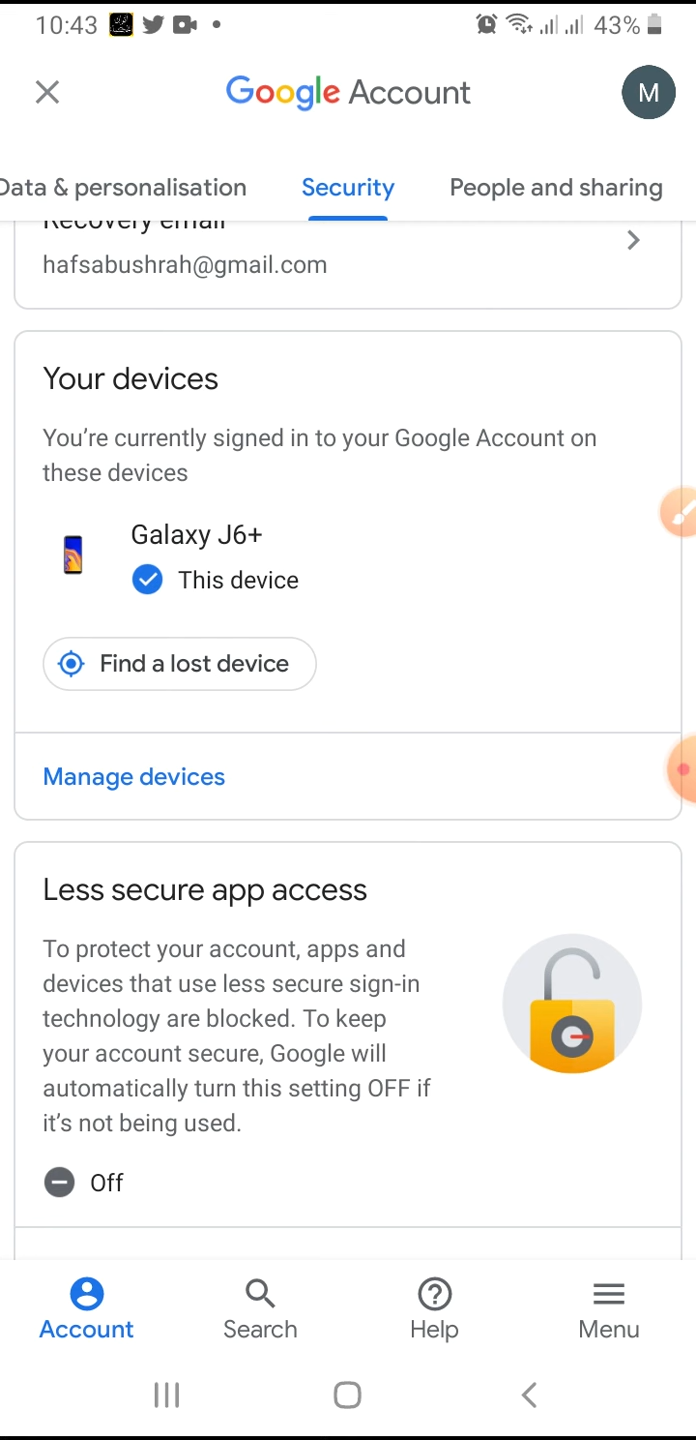 10:43
43%
Google Account
M
Data & personalisation
Security
People and sharing
Recovery email
hafsabushrah@gmail.com
Your devices
You're currently signed in to your Google Account on
these devices
Galaxy J6+
This device
Find a lost device
Manage devices
Less secure app access
To protect your account, apps and
devices that use less secure sign-in
technology are blocked. To keep
your account secure, Google will
automatically turn this setting OFF if
it's not being used.
Off
Account
Search
Help
Menu